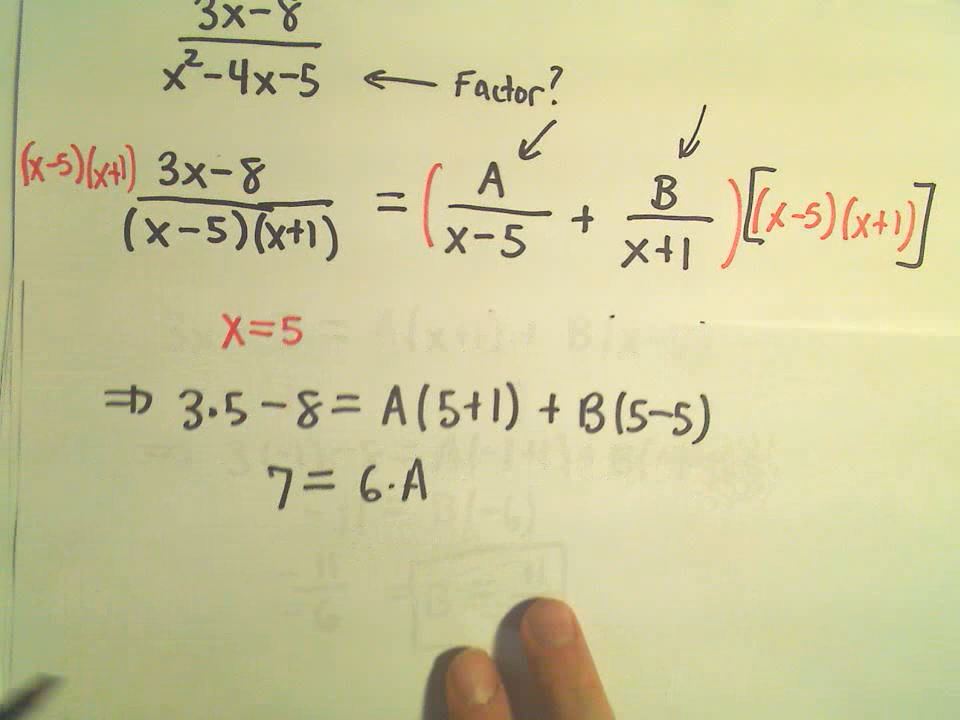 3x-8
x²-4x-5 ← Factor?
(x-5)(x+1) 3x-8 / (x-5)(x+1) = ( A / x-5 + B / x+1 ) [(x-5)(x+1)]
x=5
⇒ 3·5-8 = A(5+1) + B(5-5)
7 = 6·A